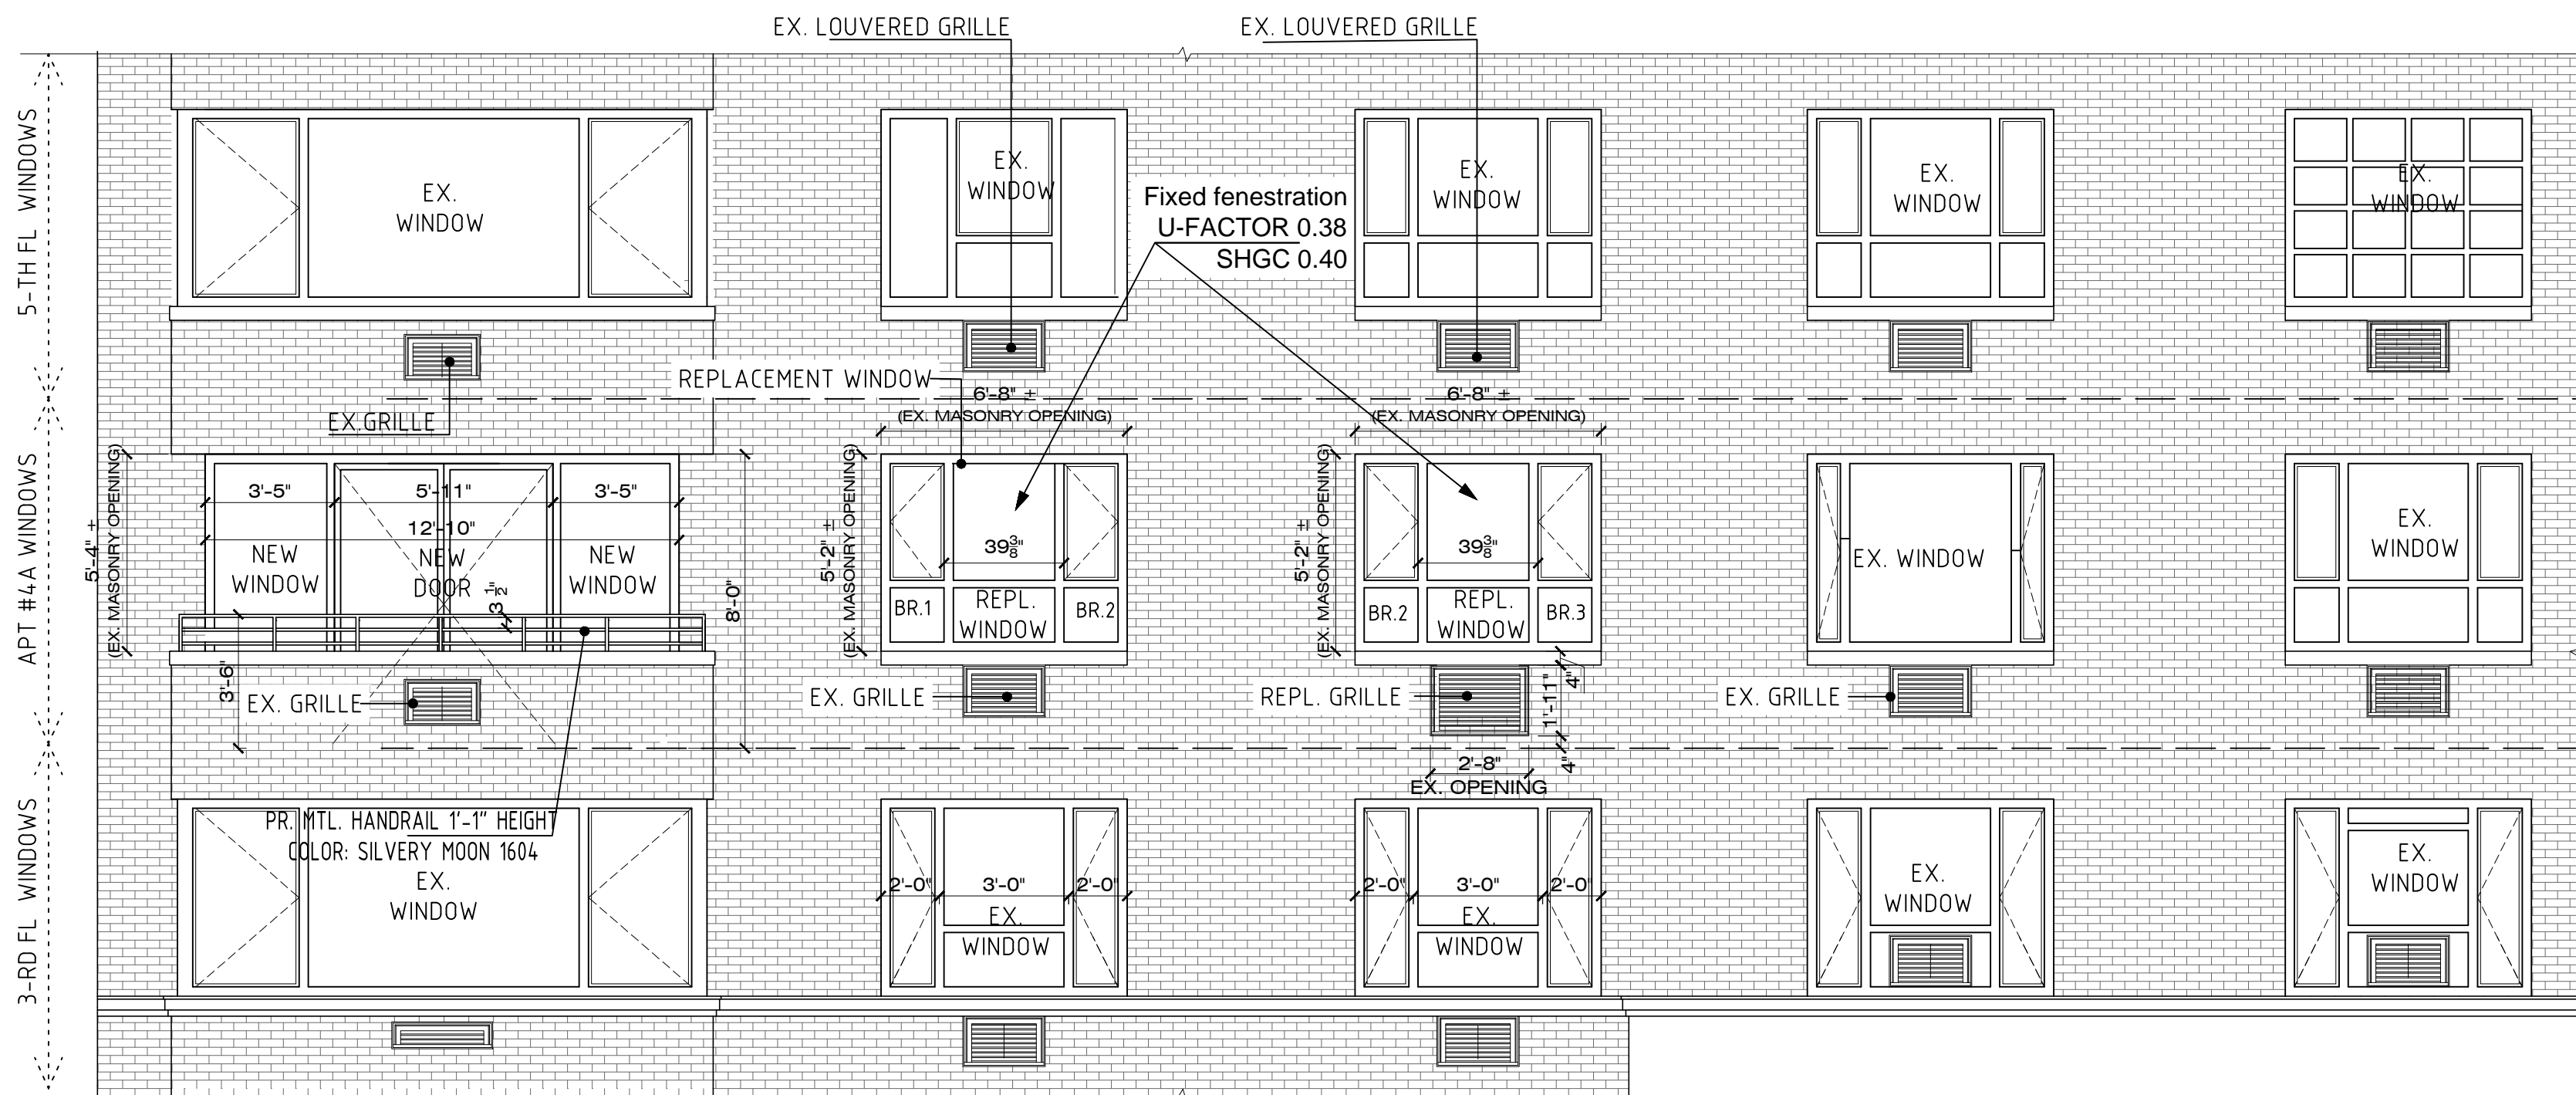 EX. LOUVERED GRILLE
EX. LOUVERED GRILLE
5-TH FL WINDOWS
EX.
WINDOW
EX.
WINDOW
EX.
WINDOW
EX.
WINDOW
EX.
WINDOW
Fixed fenestration
U-FACTOR 0.38
SHGC 0.40
EX.GRILLE
REPLACEMENT WINDOW
6'-8" ±
(EX. MASONRY OPENING)
6'-8" ±
(EX. MASONRY OPENING)
APT #4A WINDOWS
5'-4" ±
(EX. MASONRY OPENING)
3'-5"
5'-11"
3'-5"
12'-10"
NEW
WINDOW
NEW
DOOR
NEW
WINDOW
3 1/2"
8'-0"
3'-6"
EX. GRILLE
5'-2" ±
(EX. MASONRY OPENING)
39 3/8"
BR.1
REPL.
WINDOW
BR.2
EX. GRILLE
5'-2" ±
(EX. MASONRY OPENING)
39 3/8"
BR.2
REPL.
WINDOW
BR.3
REPL. GRILLE
4"
1'-11"
4"
2'-8"
EX. OPENING
EX. WINDOW
EX. GRILLE
EX.
WINDOW
3-RD FL WINDOWS
PR. MTL. HANDRAIL 1'-1" HEIGHT
COLOR: SILVERY MOON 1604
EX.
WINDOW
2'-0"
3'-0"
2'-0"
EX.
WINDOW
2'-0"
3'-0"
2'-0"
EX.
WINDOW
EX.
WINDOW
EX.
WINDOW